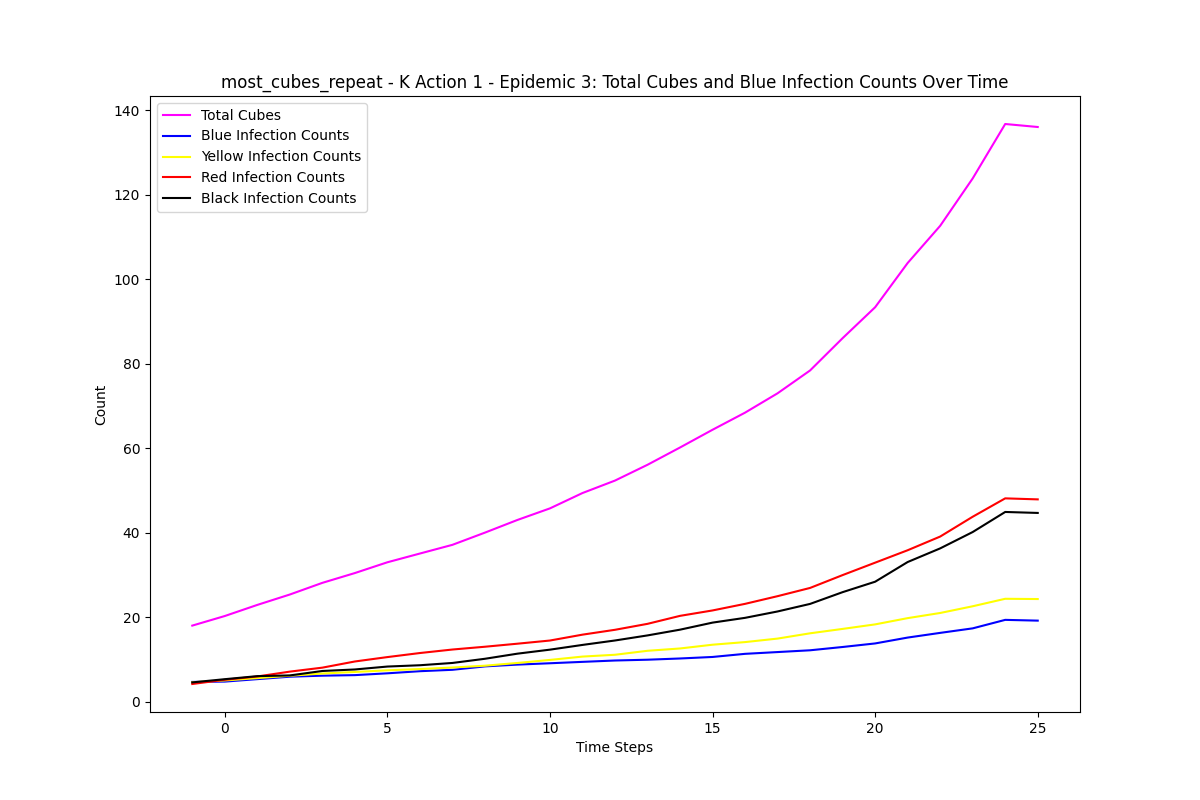 most_cubes_repeat - K Action 1 - Epidemic 3: Total Cubes and Blue Infection Counts Over Time
Total Cubes
Blue Infection Counts
Yellow Infection Counts
Red Infection Counts
Black Infection Counts
140
120
100
80
60
40
20
0
Count
0 5 10 15 20 25
Time Steps